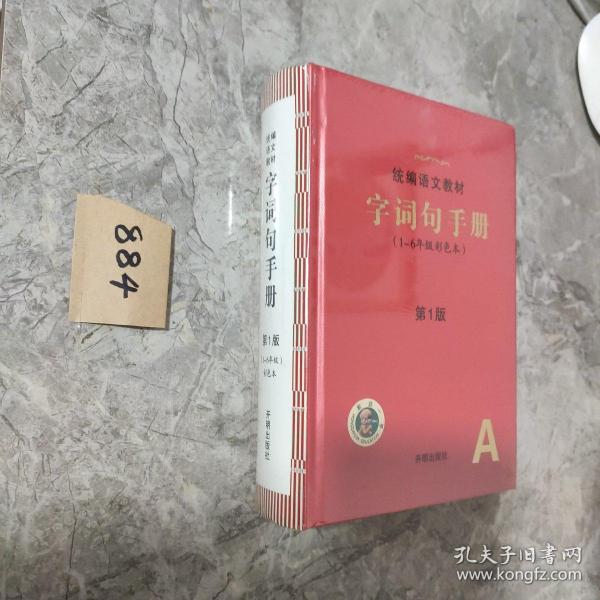 884
统编
语文
教材
字词句手册
第1版
(1-6年级)
彩色本
开明出版社
统编语文教材
字词句手册
(1-6年级彩色本)
第1版
A
开明出版社
孔夫子旧书网
www.kongfz.com